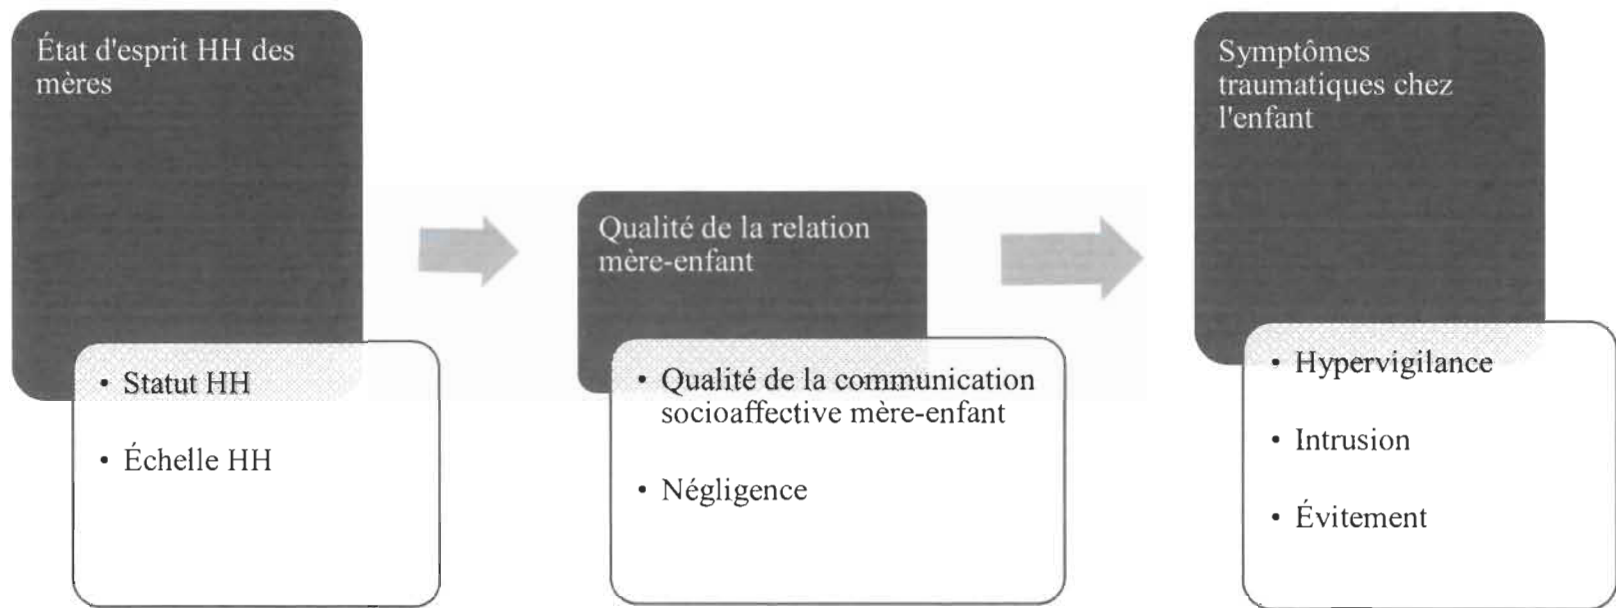 État d'esprit HH des
mères
• Statut HH
• Échelle HH
Qualité de la relation
mère-enfant
• Qualité de la communication
socioaffective mère-enfant
• Négligence
Symptômes
traumatiques chez
l'enfant
• Hypervigilance
• Intrusion
• Évitement